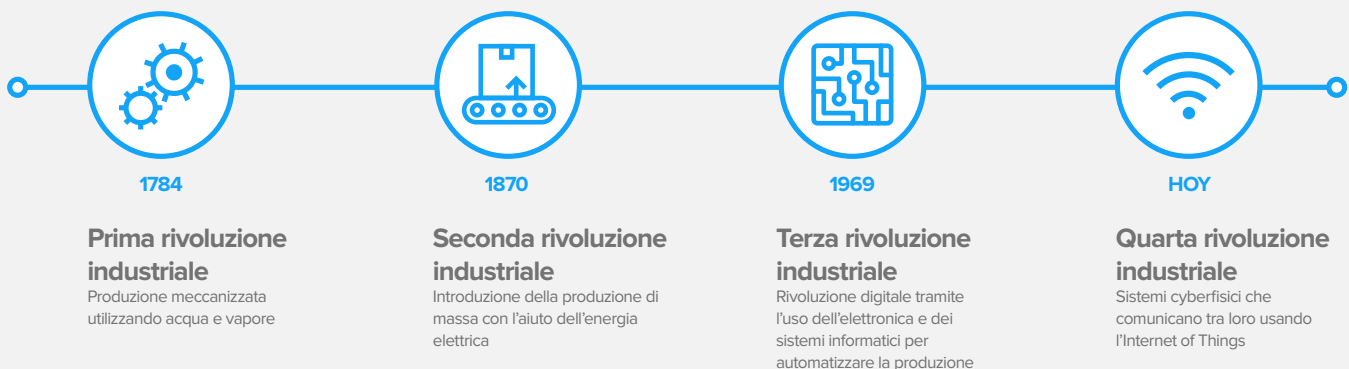 1784
Prima rivoluzione
industriale
Produzione meccanizzata
utilizzando acqua e vapore
1870
Seconda rivoluzione
industriale
Introduzione della produzione di
massa con l'aiuto dell'energia
elettrica
1969
Terza rivoluzione
industriale
Rivoluzione digitale tramite
l'uso dell'elettronica e dei
sistemi informatici per
automatizzare la produzione
HOY
Quarta rivoluzione
industriale
Sistemi cyberfisici che
comunicano tra loro usando
l'Internet of Things